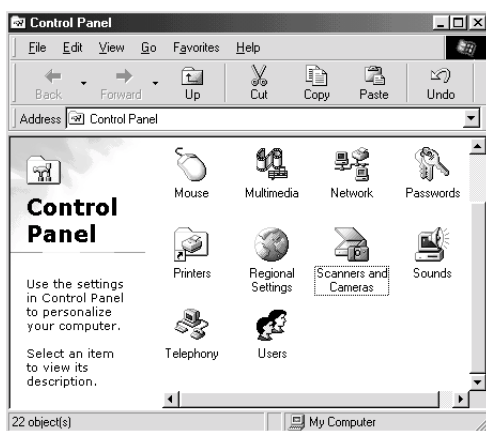 Control Panel
File Edit View Go Favorites Help
Back Forward Up Cut Copy Paste Undo
Address Control Panel
Control
Panel
Use the settings
in Control Panel
to personalize
your computer.
Select an item
to view its
description.
Mouse Multimedia Network Passwords
Printers Regional Settings Scanners and Cameras Sounds
Telephony Users
22 object(s) My Computer